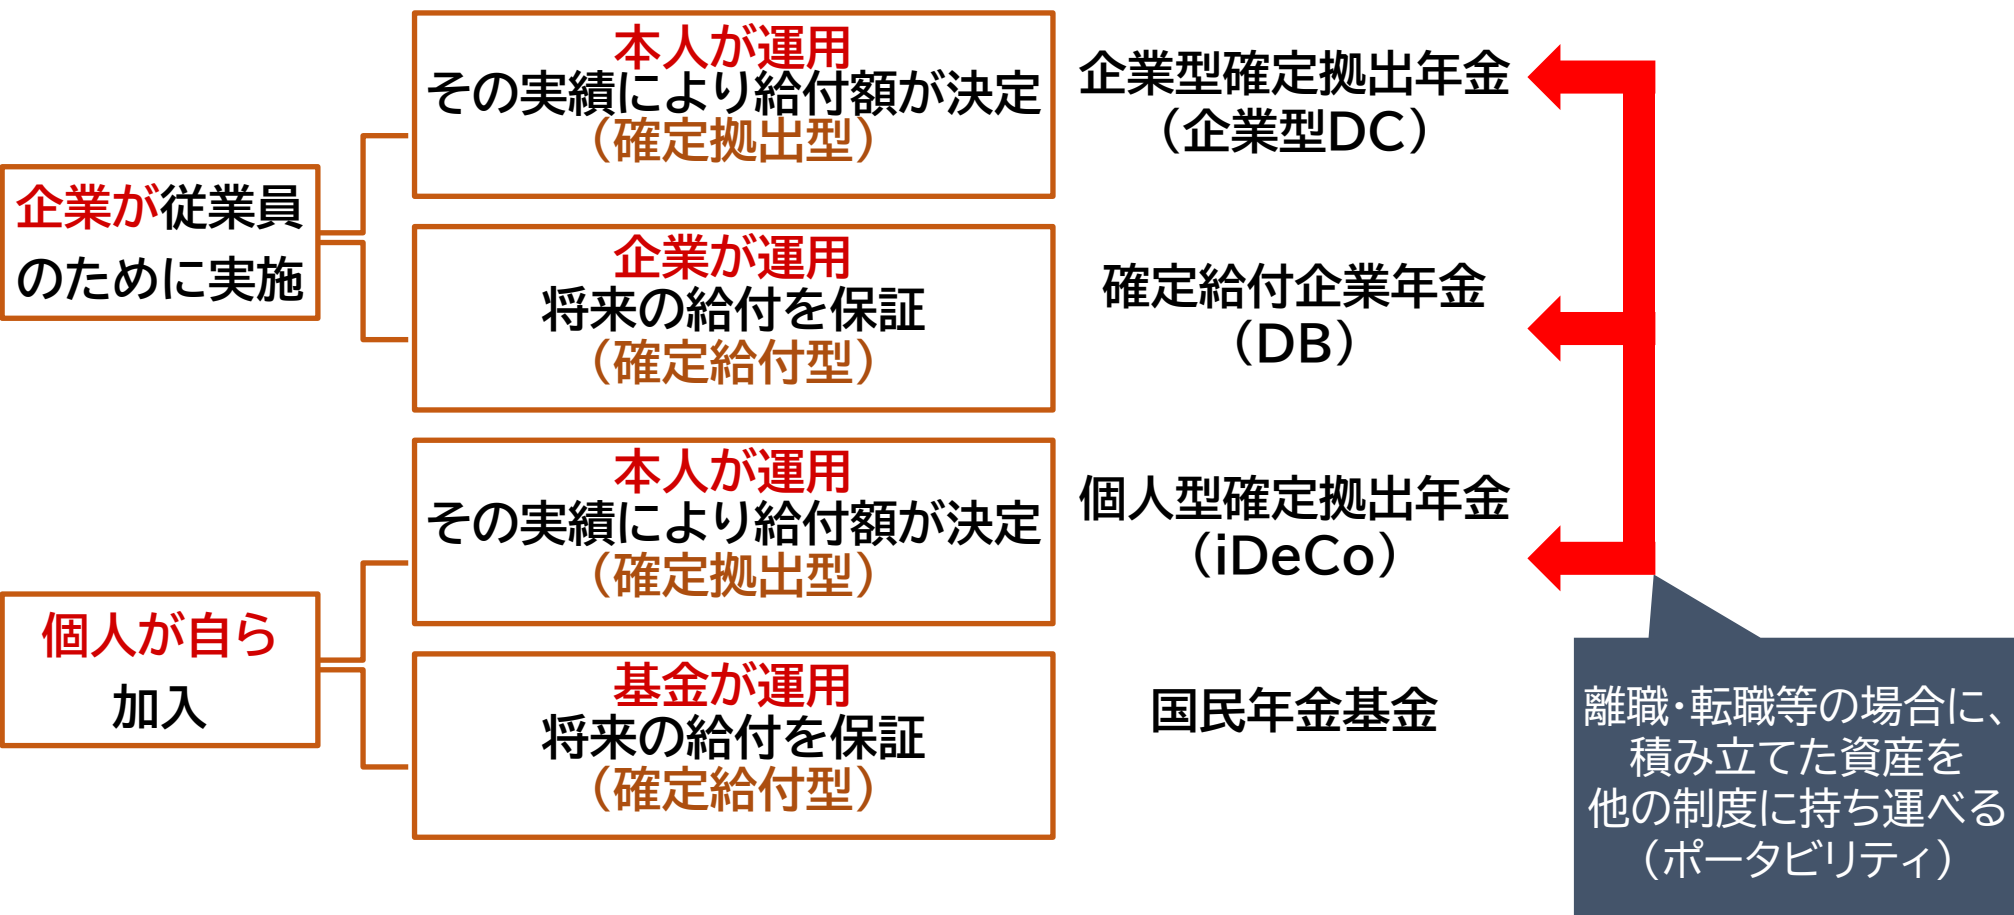 企業が従業員
のために実施
本人が運用
その実績により給付額が決定
（確定拠出型）
企業型確定拠出年金
（企業型DC）
企業が運用
将来の給付を保証
（確定給付型）
確定給付企業年金
（DB）
個人が自ら
加入
本人が運用
その実績により給付額が決定
（確定拠出型）
個人型確定拠出年金
（iDeCo）
基金が運用
将来の給付を保証
（確定給付型）
国民年金基金
離職・転職等の場合に、
積み立てた資産を
他の制度に持ち運べる
（ポータビリティ）